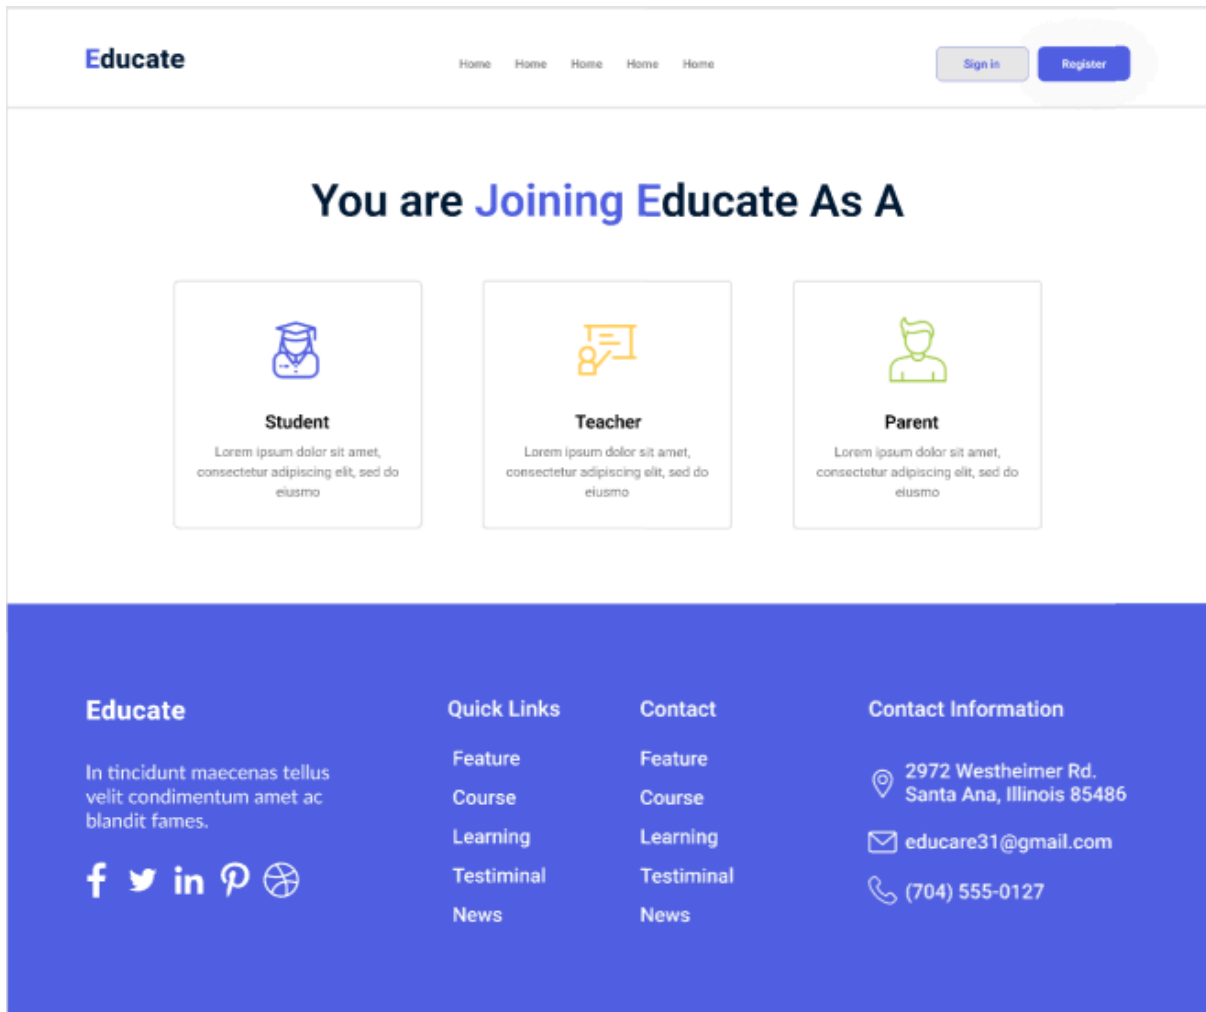 Educate
Home Home Home Home Home
Sign in
Register
You are Joining Educate As A
Student
Lorem ipsum dolor sit amet,
consectetur adipiscing elit, sed do
eiusmo
Teacher
Lorem ipsum dolor sit amet,
consectetur adipiscing elit, sed do
eiusmo
Parent
Lorem ipsum dolor sit amet,
consectetur adipiscing elit, sed do
eiusmo
Educate
In tincidunt maecenas tellus
velit condimentum amet ac
blandit fames.
Quick Links
Feature
Course
Learning
Testiminal
News
Contact
Feature
Course
Learning
Testiminal
News
Contact Information
2972 Westheimer Rd.
Santa Ana, Illinois 85486
educare31@gmail.com
(704) 555-0127